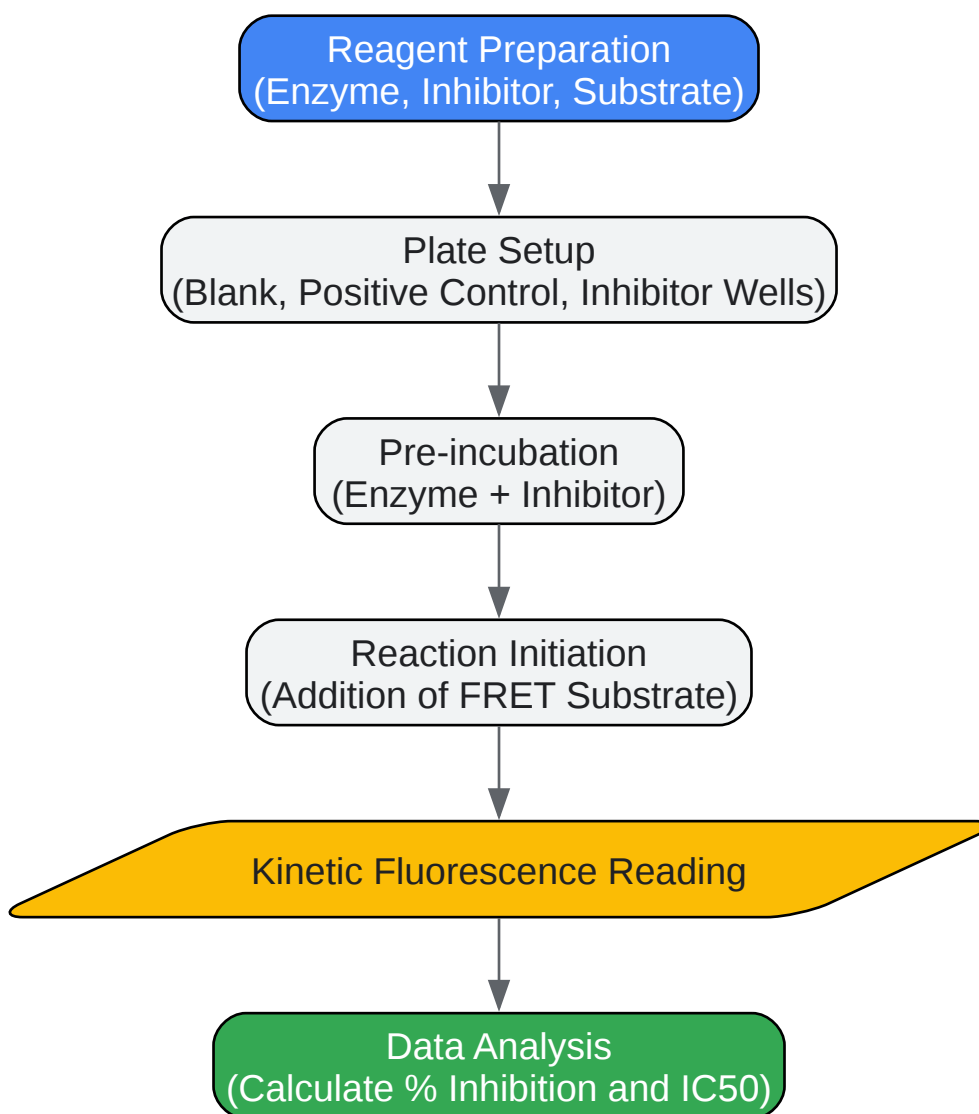 Reagent Preparation
(Enzyme, Inhibitor, Substrate)
Plate Setup
(Blank, Positive Control, Inhibitor Wells)
Pre-incubation
(Enzyme + Inhibitor)
Reaction Initiation
(Addition of FRET Substrate)
Kinetic Fluorescence Reading
Data Analysis
(Calculate % Inhibition and IC50)